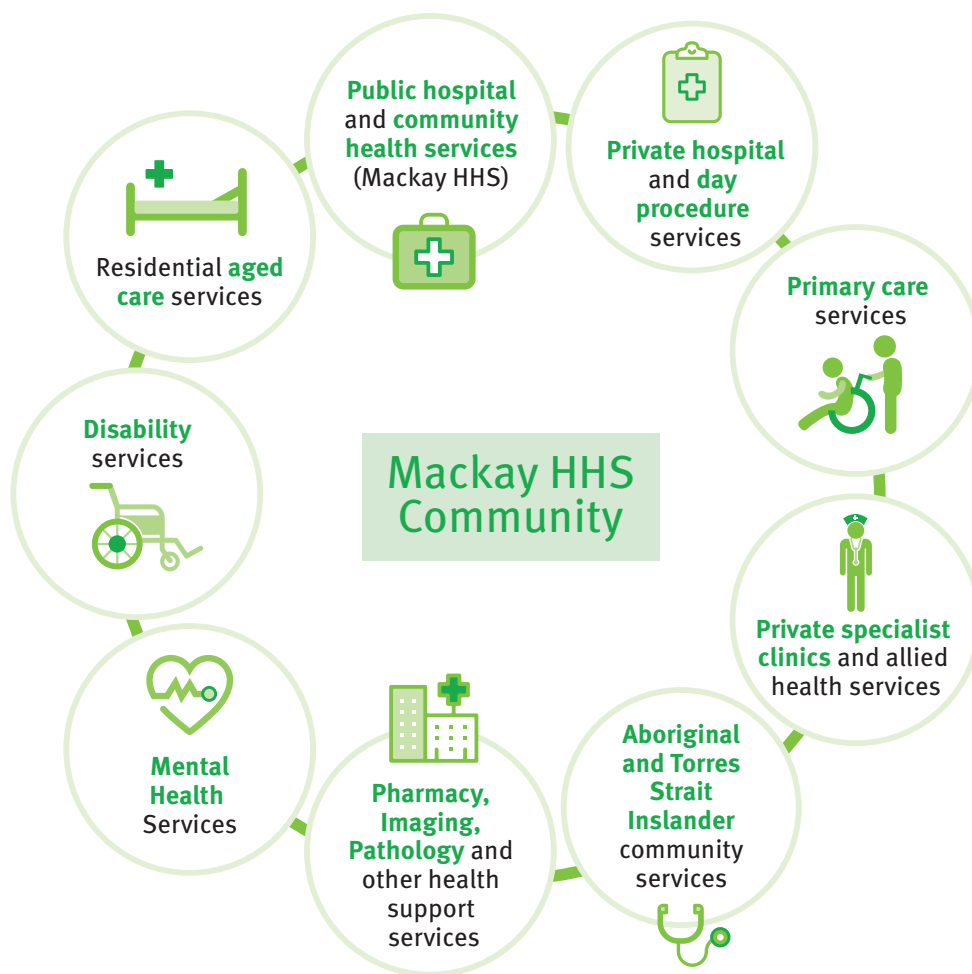 Public hospital
and community
health services
(Mackay HHS)
Private hospital
and day
procedure
services
Primary care
services
Private specialist
clinics and allied
health services
Aboriginal
and Torres
Strait
Inslander
community
services
Pharmacy,
Imaging,
Pathology and
other health
support
services
Mental
Health
Services
Disability
services
Residential aged
care services
Mackay HHS
Community